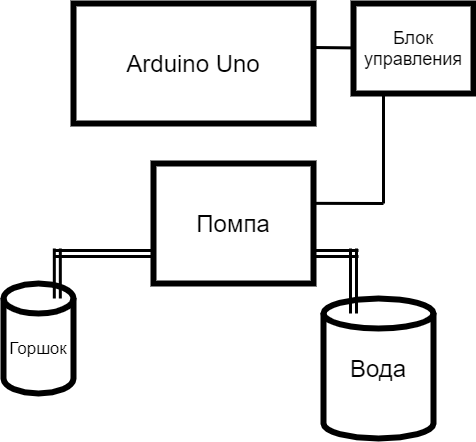 Arduino Uno
Блок
управления
Помпа
Горшок
Вода